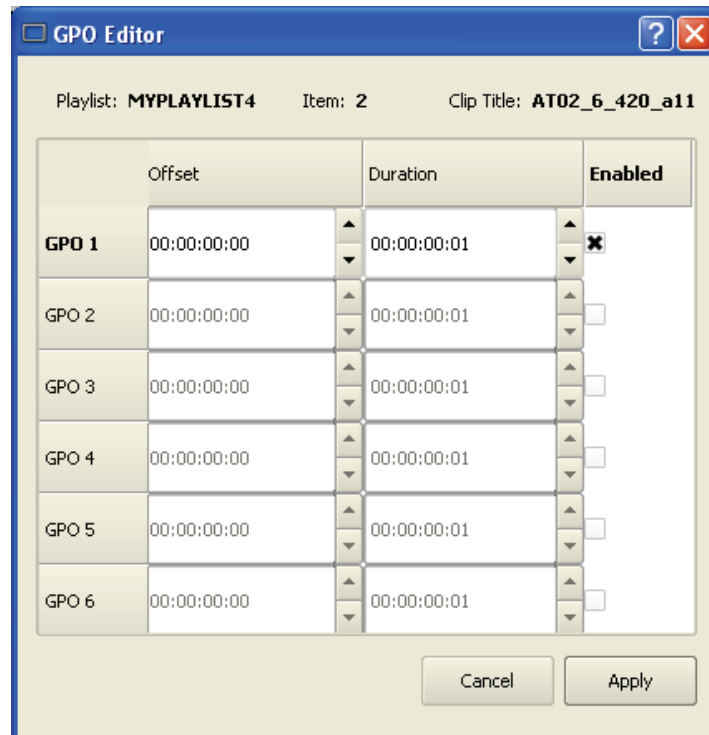 GPO Editor
Playlist: MYPLAYLIST4 Item: 2 Clip Title: AT02_6_420_a11
Offset Duration Enabled
GPO 1 00:00:00:00 00:00:00:01
GPO 2 00:00:00:00 00:00:00:01
GPO 3 00:00:00:00 00:00:00:01
GPO 4 00:00:00:00 00:00:00:01
GPO 5 00:00:00:00 00:00:00:01
GPO 6 00:00:00:00 00:00:00:01
Cancel Apply